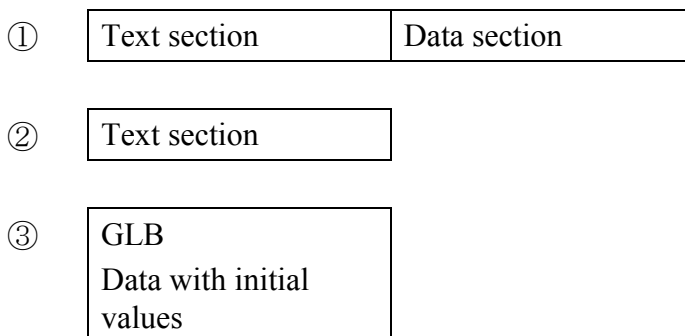 ① Text section Data section
② Text section
③ GLB
Data with initial
values